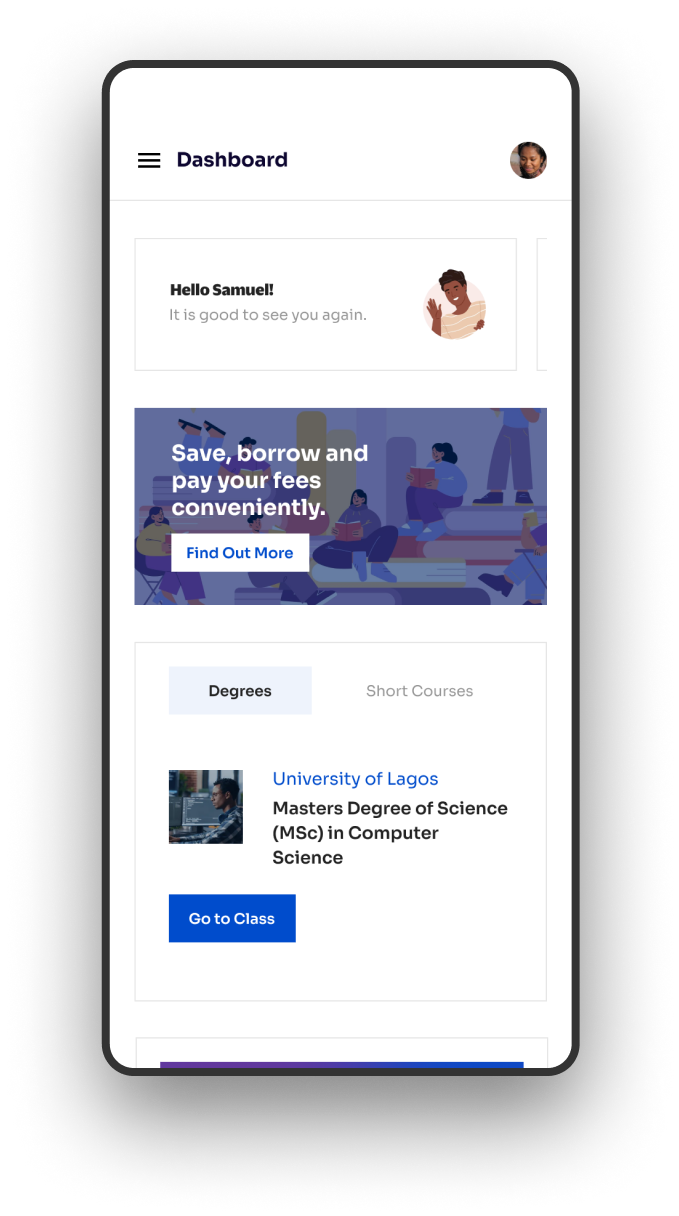 Dashboard
Hello Samuel!
It is good to see you again.
Save, borrow and
pay your fees
conveniently.
Find Out More
Degrees
Short Courses
University of Lagos
Masters Degree of Science
(MSc) in Computer
Science
Go to Class